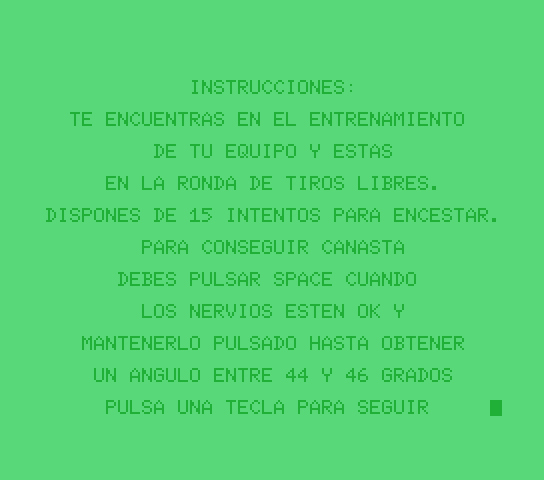 INSTRUCCIONES:
TE ENCUENTRAS EN EL ENTRENAMIENTO
DE TU EQUIPO Y ESTAS
EN LA RONDA DE TIROS LIBRES.
DISPONES DE 15 INTENTOS PARA ENCESTAR.
PARA CONSEGUIR CANASTA
DEBES PULSAR SPACE CUANDO
LOS NERVIOS ESTEN OK Y
MANTENERLO PULSADO HASTA OBTENER
UN ANGULO ENTRE 44 Y 46 GRADOS
PULSA UNA TECLA PARA SEGUIR